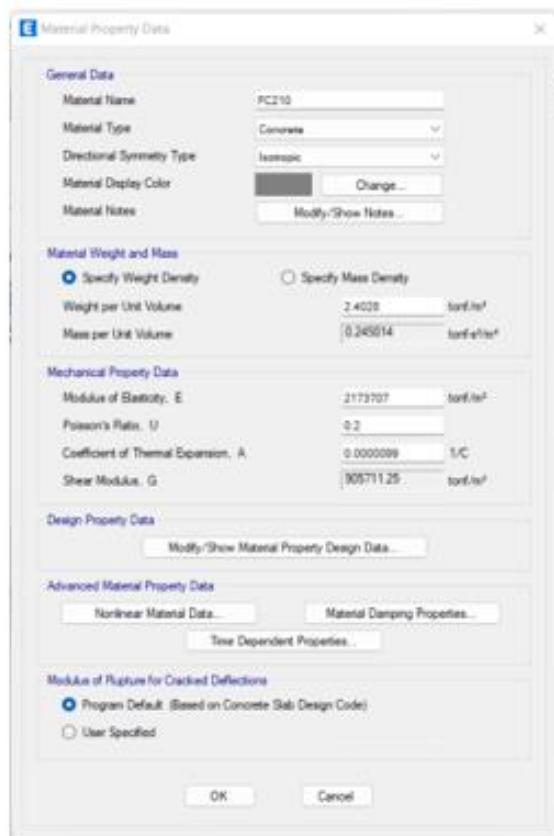 E Material Property Data
General Data
Material Name FC210
Material Type Concrete
Directional Symmetry Type Isotropic
Material Display Color Change...
Material Notes Modify/Show Notes...
Material Weight and Mass
Specify Weight Density Specify Mass Density
Weight per Unit Volume 2.4028 tonf/m³
Mass per Unit Volume 0.245014 tonf-s²/m⁴
Mechanical Property Data
Modulus of Elasticity, E 2173707 tonf/m²
Poisson's Ratio, U 0.2
Coefficient of Thermal Expansion, A 0.0000099 1/C
Shear Modulus, G 905711.25 tonf/m²
Design Property Data
Modify/Show Material Property Design Data...
Advanced Material Property Data
Nonlinear Material Data... Material Damping Properties...
Time Dependent Properties...
Modulus of Rupture for Cracked Deflections
Program Default (Based on Concrete Slab Design Code)
User Specified
OK Cancel